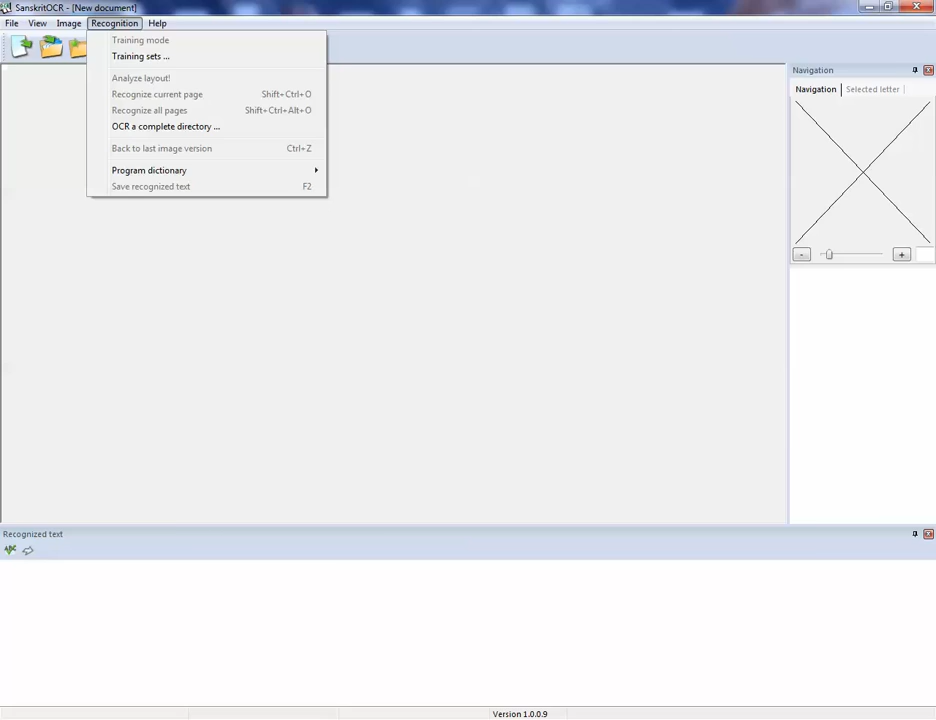 SanskritOCR - [New document]
File View Image Recognition Help
Training mode
Training sets ...
Analyze layout!
Recognize current page Shift+Ctrl+O
Recognize all pages Shift+Ctrl+Alt+O
OCR a complete directory ...
Back to last image version Ctrl+Z
Program dictionary
Save recognized text F2
Navigation
Navigation Selected letter
- +
Recognized text
Version 1.0.0.9